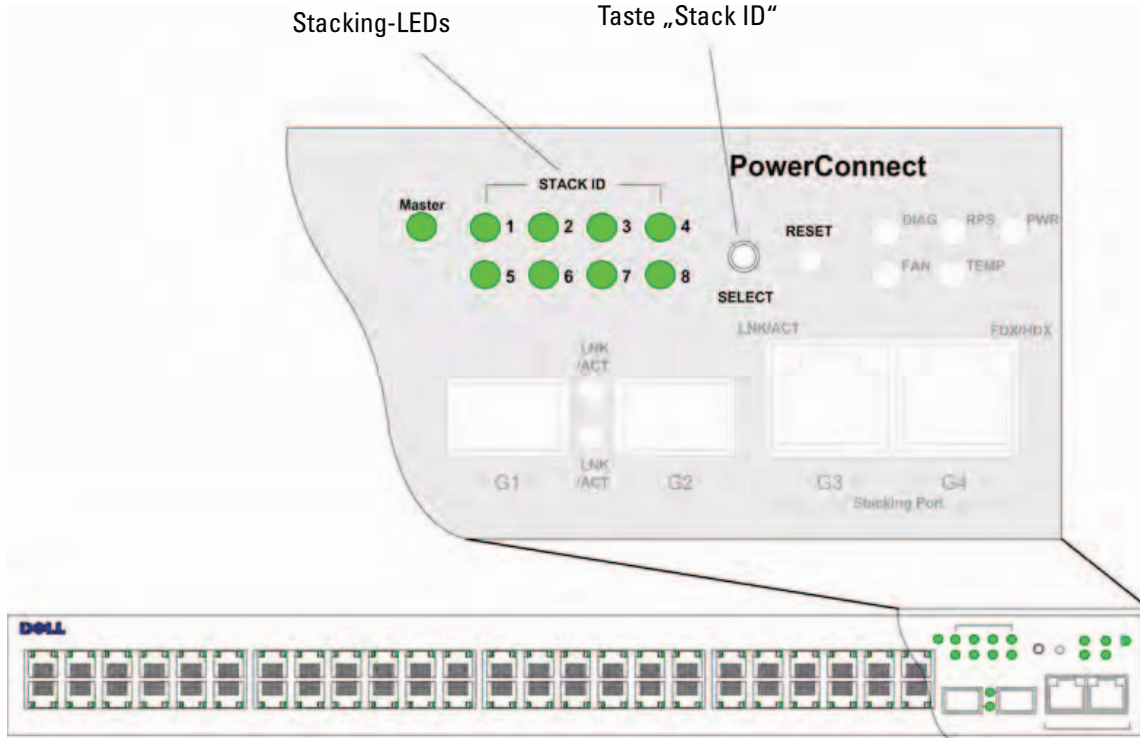 Stacking-LEDs
Taste „Stack ID“
PowerConnect
STACK ID
Master
1 2 3 4
5 6 7 8
RESET
SELECT
DIAG RPS PWR
FAN TEMP
LNK/ACT
FDX/HDX
LNK
/ACT
LNK
/ACT
G1
G2
G3
G4
Stacking Port
DELL